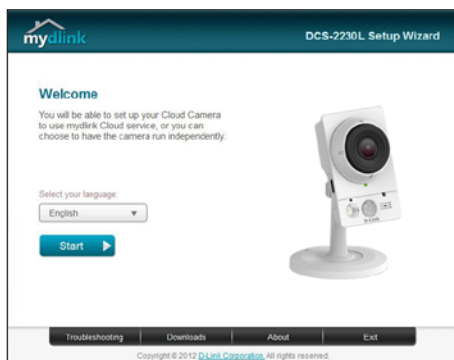 mydlink
DCS-2230L Setup Wizard
Welcome
You will be able to set up your Cloud Camera
to use mydlink Cloud service, or you can
choose to have the camera run independently.
Select your language:
English
Start
D-Link
Troubleshooting
Downloads
About
Exit
Copyright © 2012 D-Link Corporation. All rights reserved.